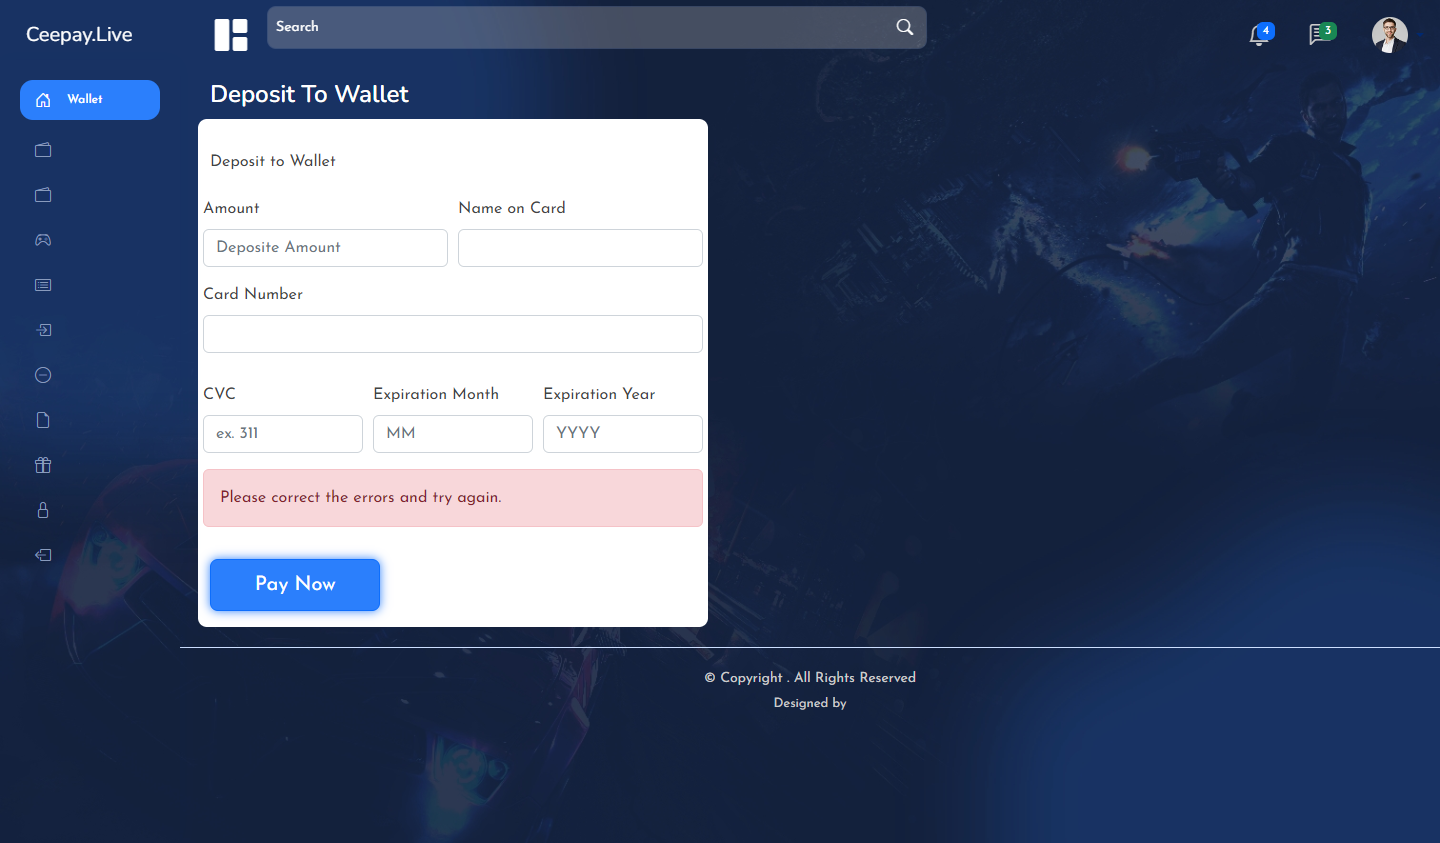 Ceepay.Live
Search
4
3
Wallet
Deposit To Wallet
Deposit to Wallet
Amount
Name on Card
Deposite Amount
Card Number
CVC
Expiration Month
Expiration Year
ex. 311
MM
YYYY
Please correct the errors and try again.
Pay Now
© Copyright . All Rights Reserved
Designed by